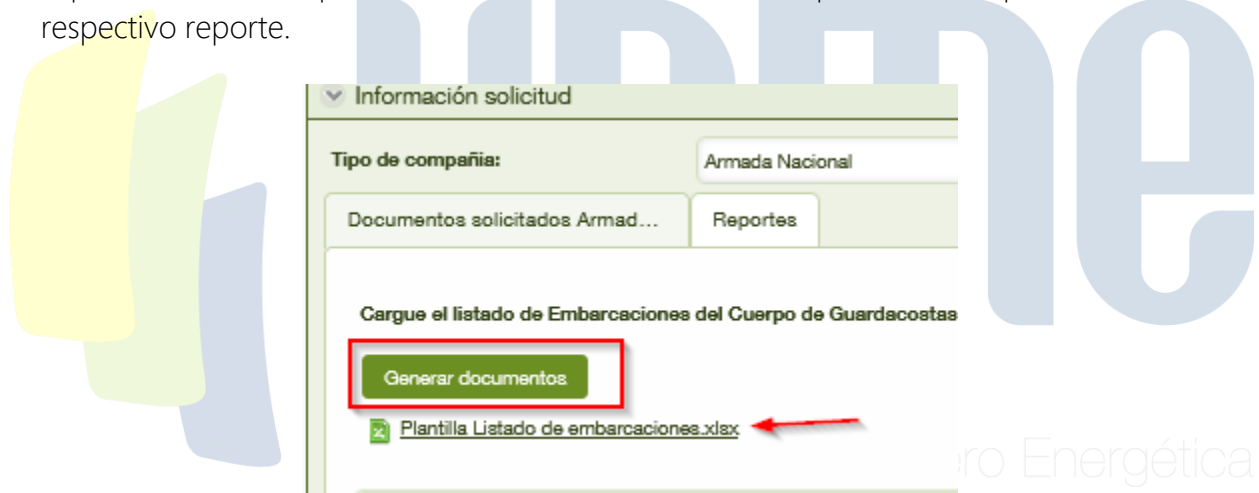 respectivo reporte.
upme
Información solicitud
Tipo de compañia:
Armada Nacional
Documentos solicitados Armad...
Reportes
Cargue el listado de Embarcaciones del Cuerpo de Guardacostas
Generar documentos
Plantilla Listado de embarcaciones.xlsx
ro Energética